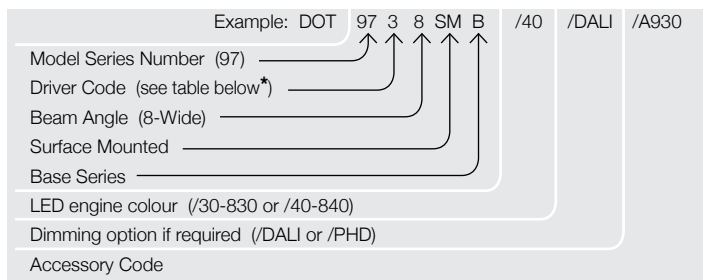 Example: DOT 97 3 8 SM B /40 /DALI /A930
Model Series Number (97)
Driver Code (see table below*)
Beam Angle (8-Wide)
Surface Mounted
Base Series
LED engine colour (/30-830 or /40-840)
Dimming option if required (/DALI or /PHD)
Accessory Code